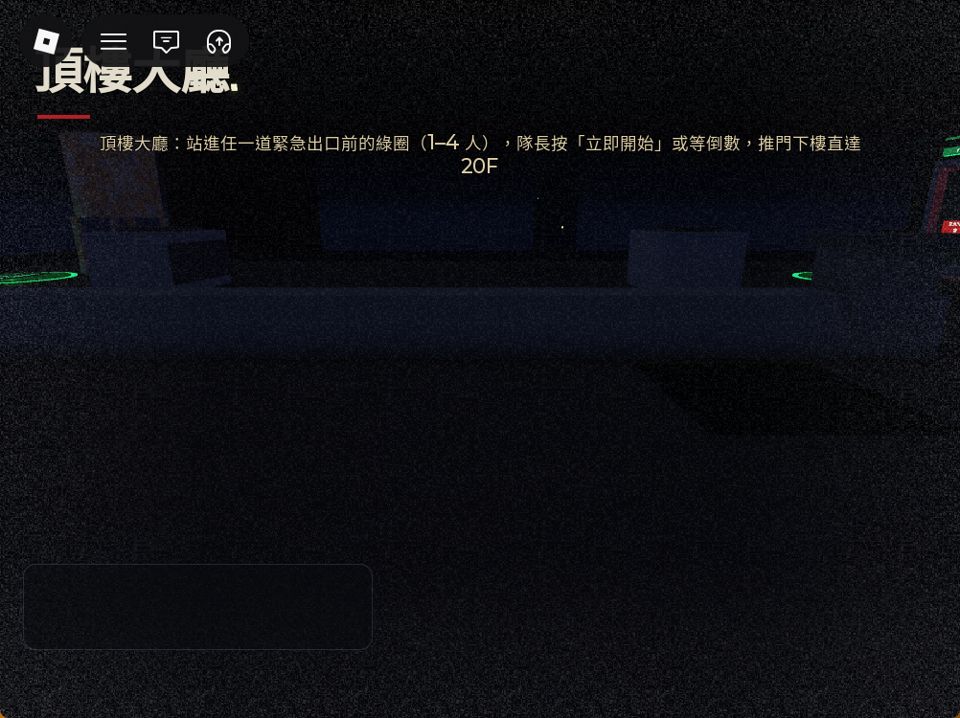 頂樓大廳.
頂樓大廳：站進任一道緊急出口前的綠圈（1–4 人），隊長按「立即開始」或等倒數，推門下樓直達
20F